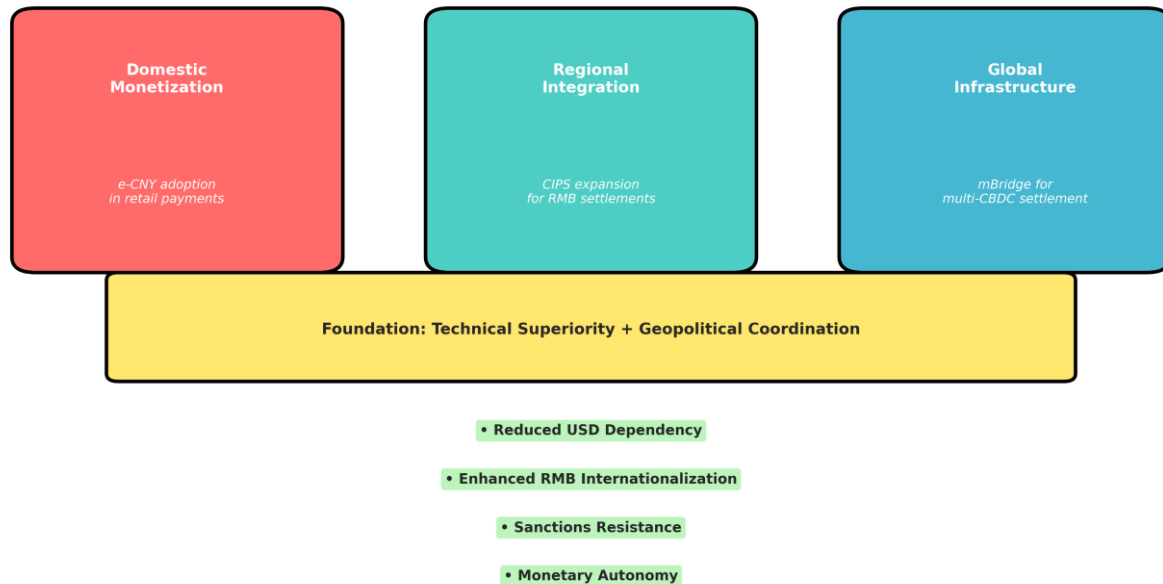 Domestic
Monetization
e-CNY adoption
in retail payments
Regional
Integration
CIPS expansion
for RMB settlements
Global
Infrastructure
mBridge for
multi-CBDC settlement
Foundation: Technical Superiority + Geopolitical Coordination
• Reduced USD Dependency
• Enhanced RMB Internationalization
• Sanctions Resistance
• Monetary Autonomy